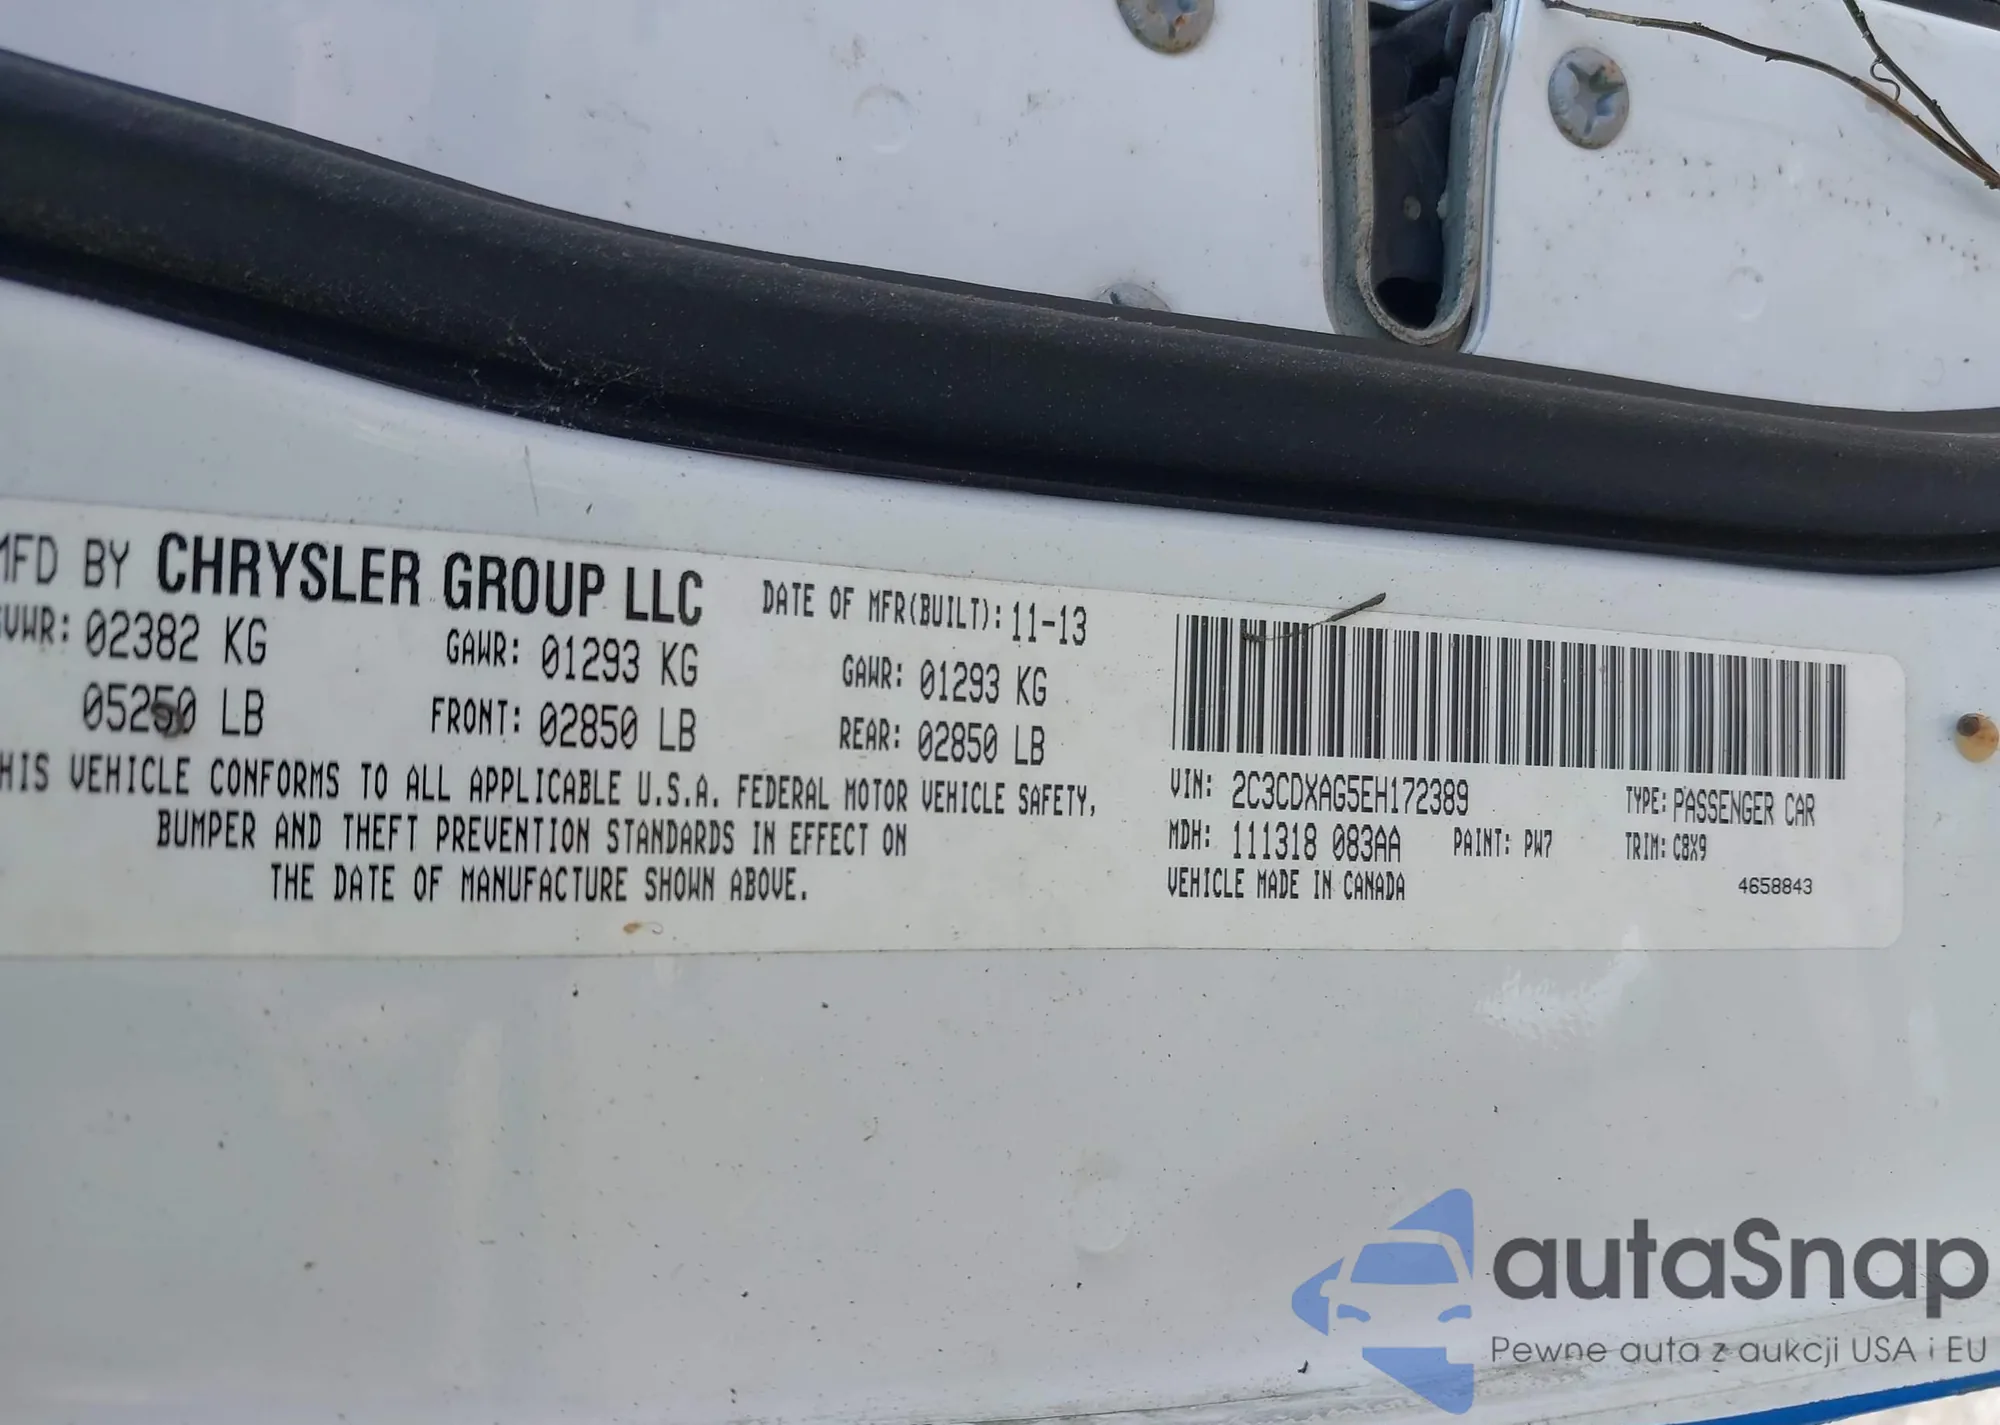 MFD BY CHRYSLER GROUP LLC DATE OF MFR(BUILT): 11-13
GVWR: 02382 KG GAWR: 01293 KG GAWR: 01293 KG
05250 LB FRONT: 02850 LB REAR: 02850 LB
THIS VEHICLE CONFORMS TO ALL APPLICABLE U.S.A. FEDERAL MOTOR VEHICLE SAFETY,
BUMPER AND THEFT PREVENTION STANDARDS IN EFFECT ON
THE DATE OF MANUFACTURE SHOWN ABOVE.
VIN: 2C3CDXAG5EH172389 TYPE: PASSENGER CAR
MDH: 111318 083AA PAINT: PW7 TRIM: C8X9
VEHICLE MADE IN CANADA 4658843
autaSnap
Pewne auta z aukcji USA i EU